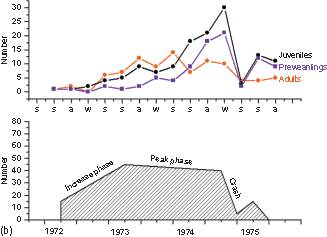 Number
30
25
20
15
10
5
0
Juveniles
Preweanlings
Adults
s s a w s s a w s s a w s s a
Number
80
70
60
50
40
30
20
10
0
Increase phase
Peak phase
Crash
(b)
1972 1973 1974 1975